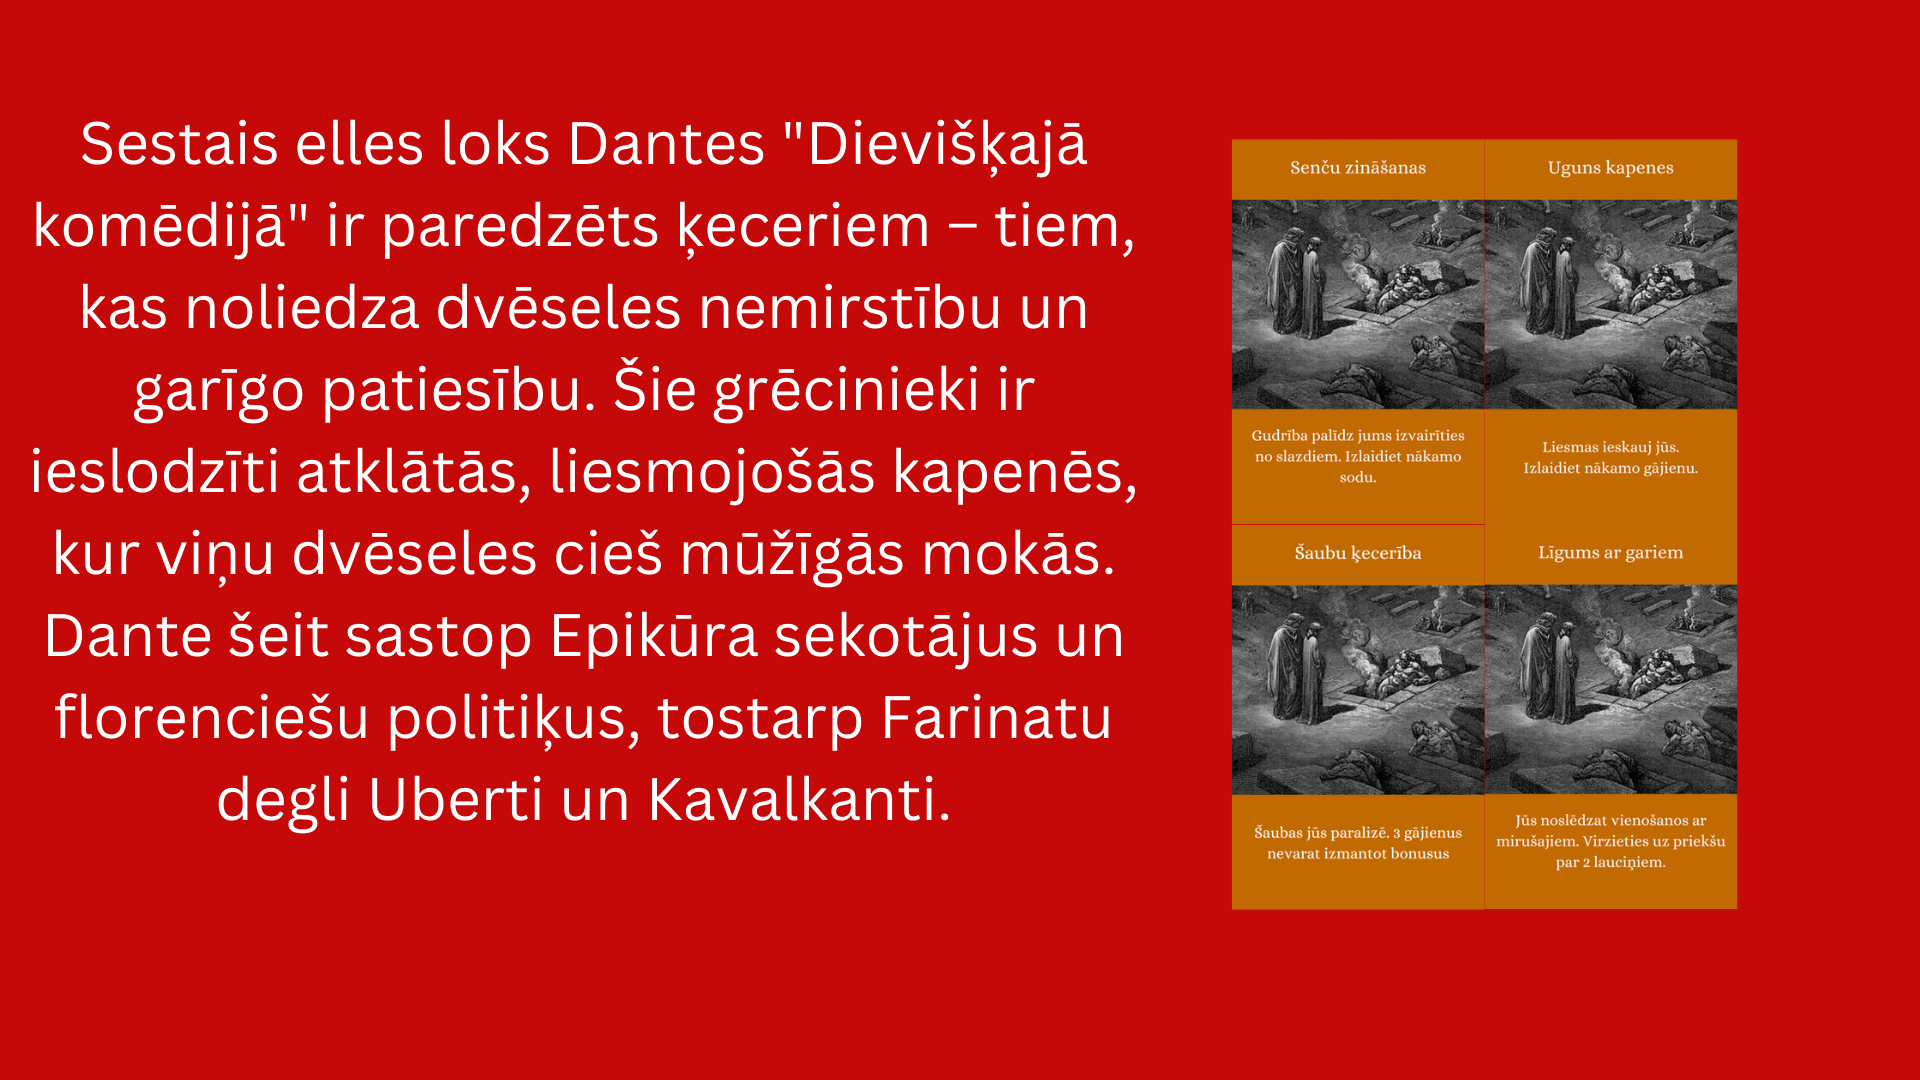 Sestais elles loks Dantes "Dievišķajā
komēdijā" ir paredzēts ķeceriem – tiem,
kas noliedza dvēseles nemirstību un
garīgo patiesību. Šie grēcinieki ir
ieslodzīti atklātās, liesmojošās kapenēs,
kur viņu dvēseles cieš mūžīgās mokās.
Dante šeit sastop Epikūra sekotājus un
florenciešu politiķus, tostarp Farinatu
degli Uberti un Kavalkanti.
Senču zināšanas
Gudrība palīdz jums izvairīties
no slazdiem. Izlaidiet nākamo
sodu.
Uguns kapenes
Liesmas ieskauj jūs.
Izlaidiet nākamo gājienu.
Šaubu ķecerība
Šaubas jūs paralizē. 3 gājienus
nevarat izmantot bonusus
Līgums ar gariem
Jūs noslēdzat vienošanos ar
mirušajiem. Virzieties uz priekšu
par 2 lauciņiem.